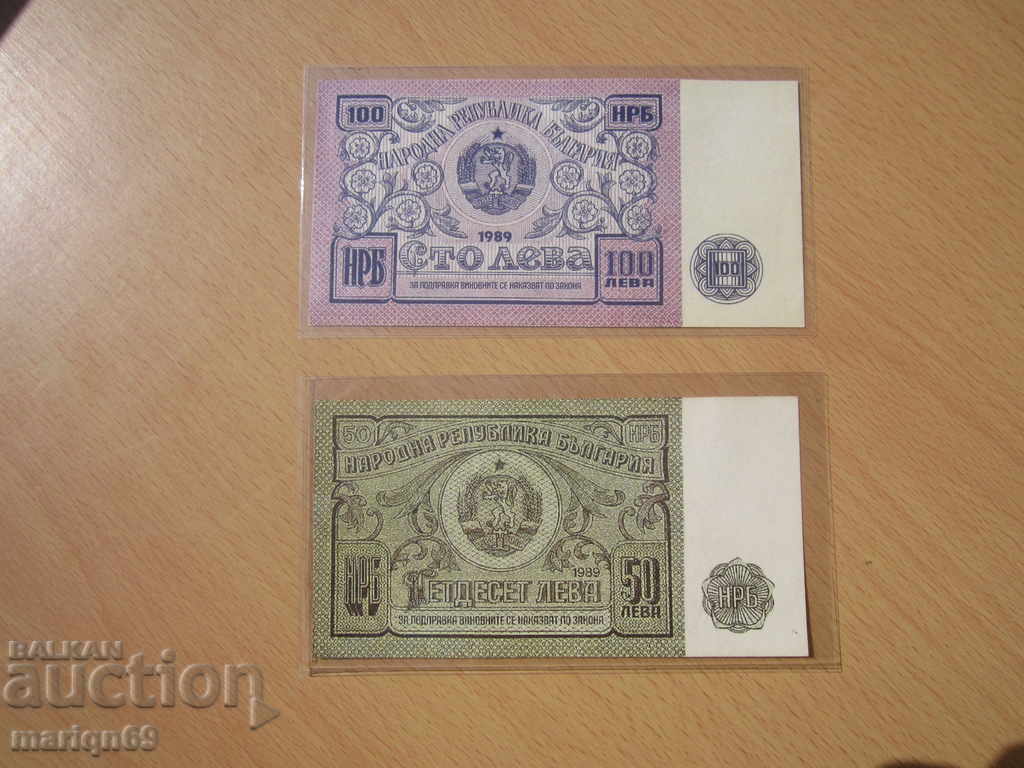 100 НРБ
НАРОДНА РЕПУБЛИКА БЪЛГАРИЯ
1989
СТО ЛЕВА
НРБ 100 ЛЕВА
ЗА ПОДПРАВКА ВИНОВНИТЕ СЕ НАКАЗВАТ ПО ЗАКОНА
100
50 НРБ
НАРОДНА РЕПУБЛИКА БЪЛГАРИЯ
1989
ПЕТДЕСЕТ ЛЕВА
НРБ 50 ЛЕВА
ЗА ПОДПРАВКА ВИНОВНИТЕ СЕ НАКАЗВАТ ПО ЗАКОНА
НРБ
BALKAN
auction
mariqn69